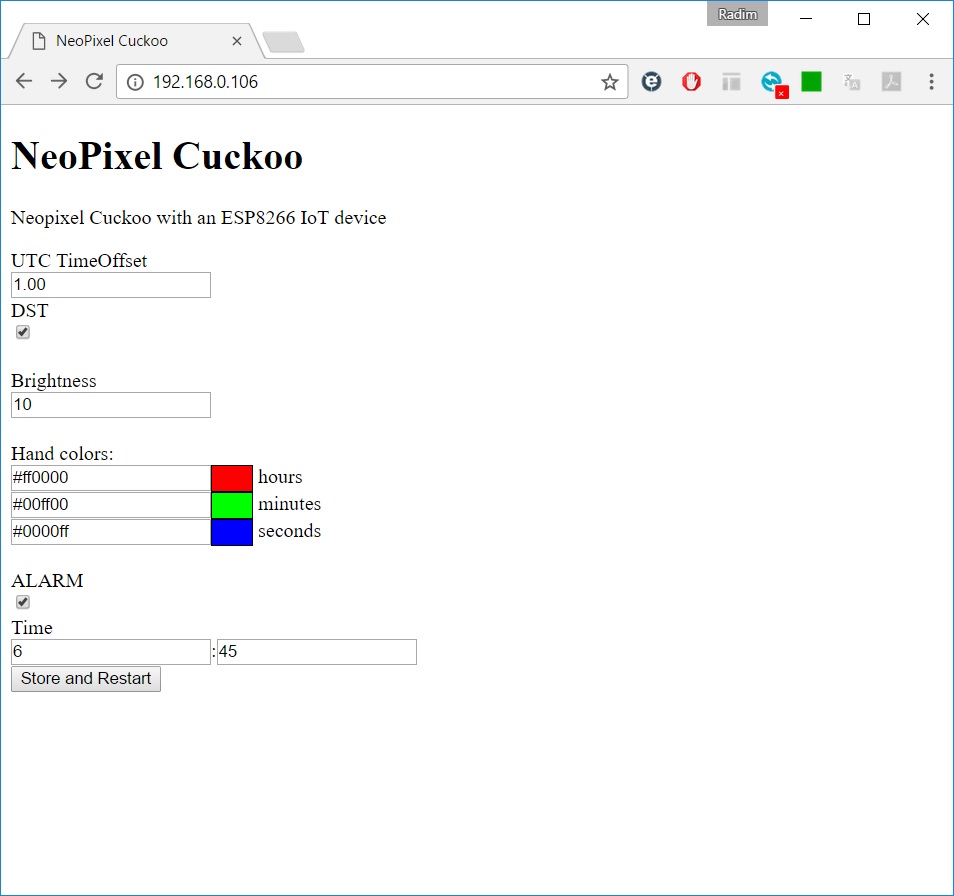 Radim
NeoPixel Cuckoo
192.168.0.106
NeoPixel Cuckoo
Neopixel Cuckoo with an ESP8266 IoT device
UTC TimeOffset
1.00
DST
Brightness
10
Hand colors:
#ff0000 hours
#00ff00 minutes
#0000ff seconds
ALARM
Time
6:45
Store and Restart